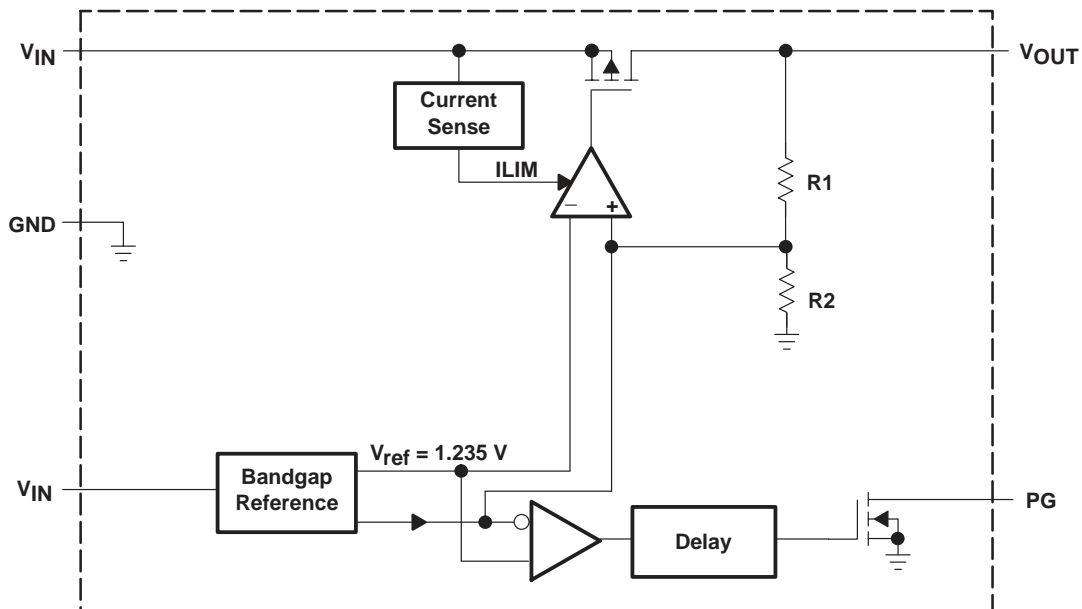 VIN
VOUT
Current
Sense
ILIM
R1
− +
GND
R2
Vref = 1.235 V
Bandgap
Reference
VIN
PG
Delay